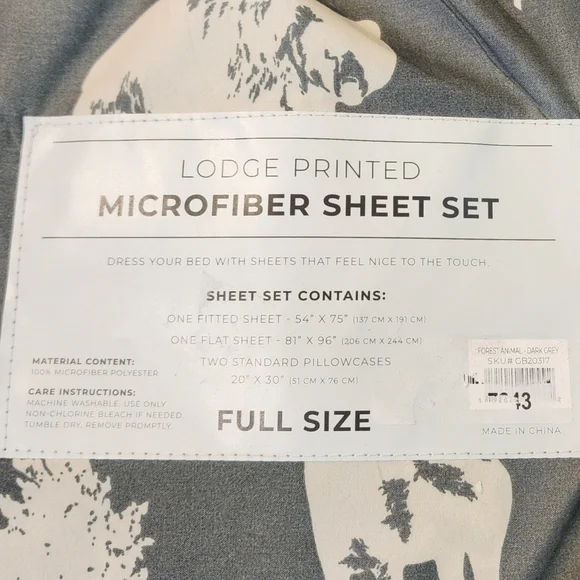 LODGE PRINTED
MICROFIBER SHEET SET
DRESS YOUR BED WITH SHEETS THAT FEEL NICE TO THE TOUCH.
SHEET SET CONTAINS:
ONE FITTED SHEET - 54" X 75" (137 CM X 191 CM)
ONE FLAT SHEET - 81" X 96" (206 CM X 244 CM)
TWO STANDARD PILLOWCASES
20" X 30" (51 CM X 76 CM)
FULL SIZE
MATERIAL CONTENT:
100% MICROFIBER POLYESTER
CARE INSTRUCTIONS:
MACHINE WASHABLE. USE ONLY
NON-CHLORINE BLEACH IF NEEDED
TUMBLE DRY. REMOVE PROMPTLY.
FOREST ANIMAL - DARK GREY
SKU# GB20317
MADE IN CHINA